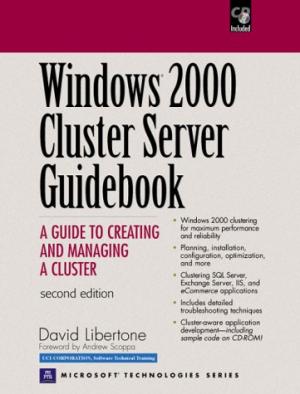 CD
Included
Windows® 2000
Cluster Server
Guidebook
A GUIDE TO CREATING
AND MANAGING
A CLUSTER
second edition
David Libertone
Foreword by Andrew Scoppa
UCI CORPORATION, Software Technical Training
• Windows 2000 clustering
for maximum performance
and reliability
• Planning, installation,
configuration, optimization,
and more
• Clustering SQL Server,
Exchange Server, IIS, and
eCommerce applications
• Includes detailed
troubleshooting techniques
• Cluster-aware application
development—including
sample code on CD-ROM!
PH
PTR
MICROSOFT® TECHNOLOGIES SERIES